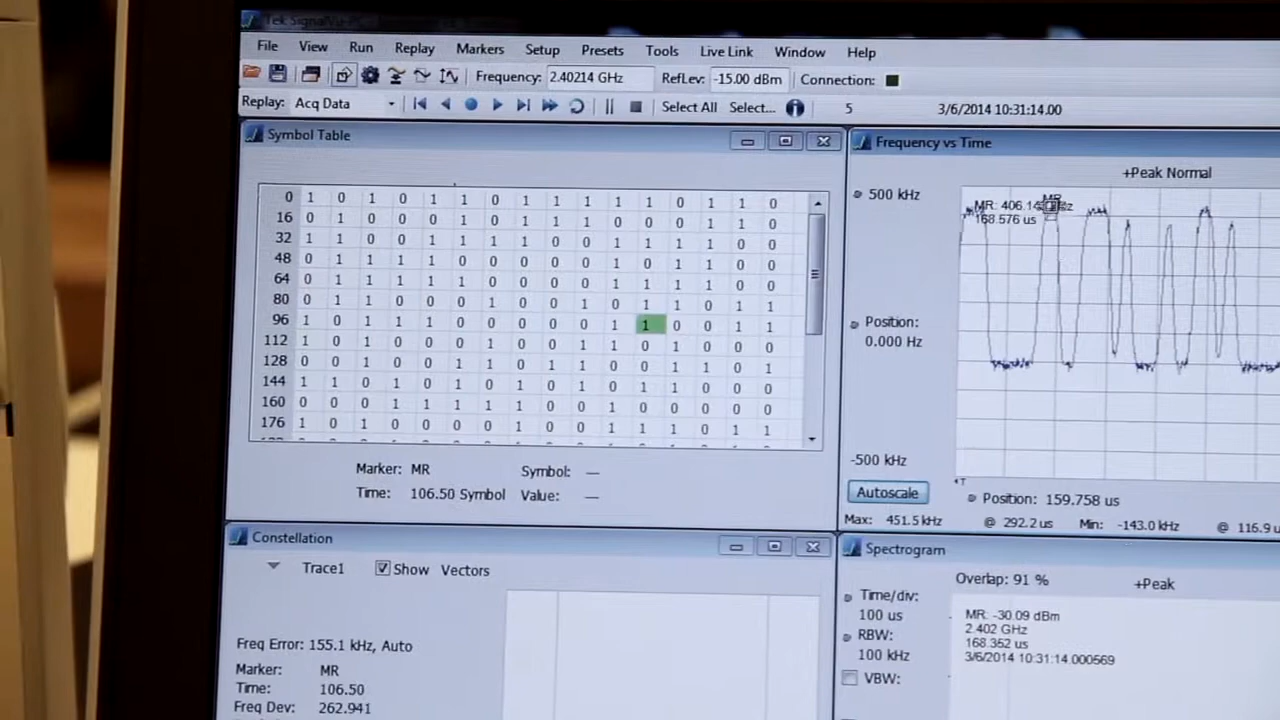 Tek SignalVu-PC
File View Run Replay Markers Setup Presets Tools Live Link Window Help
Frequency: 2.40214 GHz RefLev: -15.00 dBm Connection:
Replay: Acq Data Select All Select... 5 3/6/2014 10:31:14.00
Symbol Table
0 1 0 1 0 1 1 0 1 1 1 1 1 0 1 1 0
16 0 1 0 0 0 1 0 1 1 1 0 0 0 1 1 0
32 1 1 0 0 1 1 1 1 0 0 1 1 1 1 0 0
48 0 1 1 1 1 0 0 0 0 0 1 0 1 1 0 0
64 0 1 1 1 1 1 0 0 0 0 1 1 1 1 0 0
80 0 1 1 0 0 0 1 0 0 1 0 1 1 0 1 1
96 1 0 1 1 1 0 0 0 0 0 1 1 0 0 1 1
112 1 0 1 0 0 0 1 0 0 1 1 0 1 0 0 0
128 0 0 1 0 0 1 1 0 1 1 0 0 1 1 0 1
144 1 1 0 1 0 1 0 1 0 1 0 1 1 0 0 0
160 0 0 0 1 1 1 1 1 0 0 1 0 0 0 0 0
176 1 0 1 0 0 0 0 1 0 0 1 1 1 0 1 1
Marker: MR Symbol: —
Time: 106.50 Symbol Value: —
Frequency vs Time
+Peak Normal
500 kHz
168.576 us
Position:
0.000 Hz
-500 kHz
Autoscale
Position: 159.758 us
Max: 451.5 kHz @ 292.2 us Min: -143.0 kHz @ 116.9 u
Constellation
Trace1 Show Vectors
Freq Error: 155.1 kHz, Auto
Marker: MR
Time: 106.50
Freq Dev: 262.941
Spectrogram
Overlap: 91 % +Peak
Time/div:
100 us
RBW:
100 kHz
VBW:
MR: -30.09 dBm
2.402 GHz
168.352 us
3/6/2014 10:31:14.000569